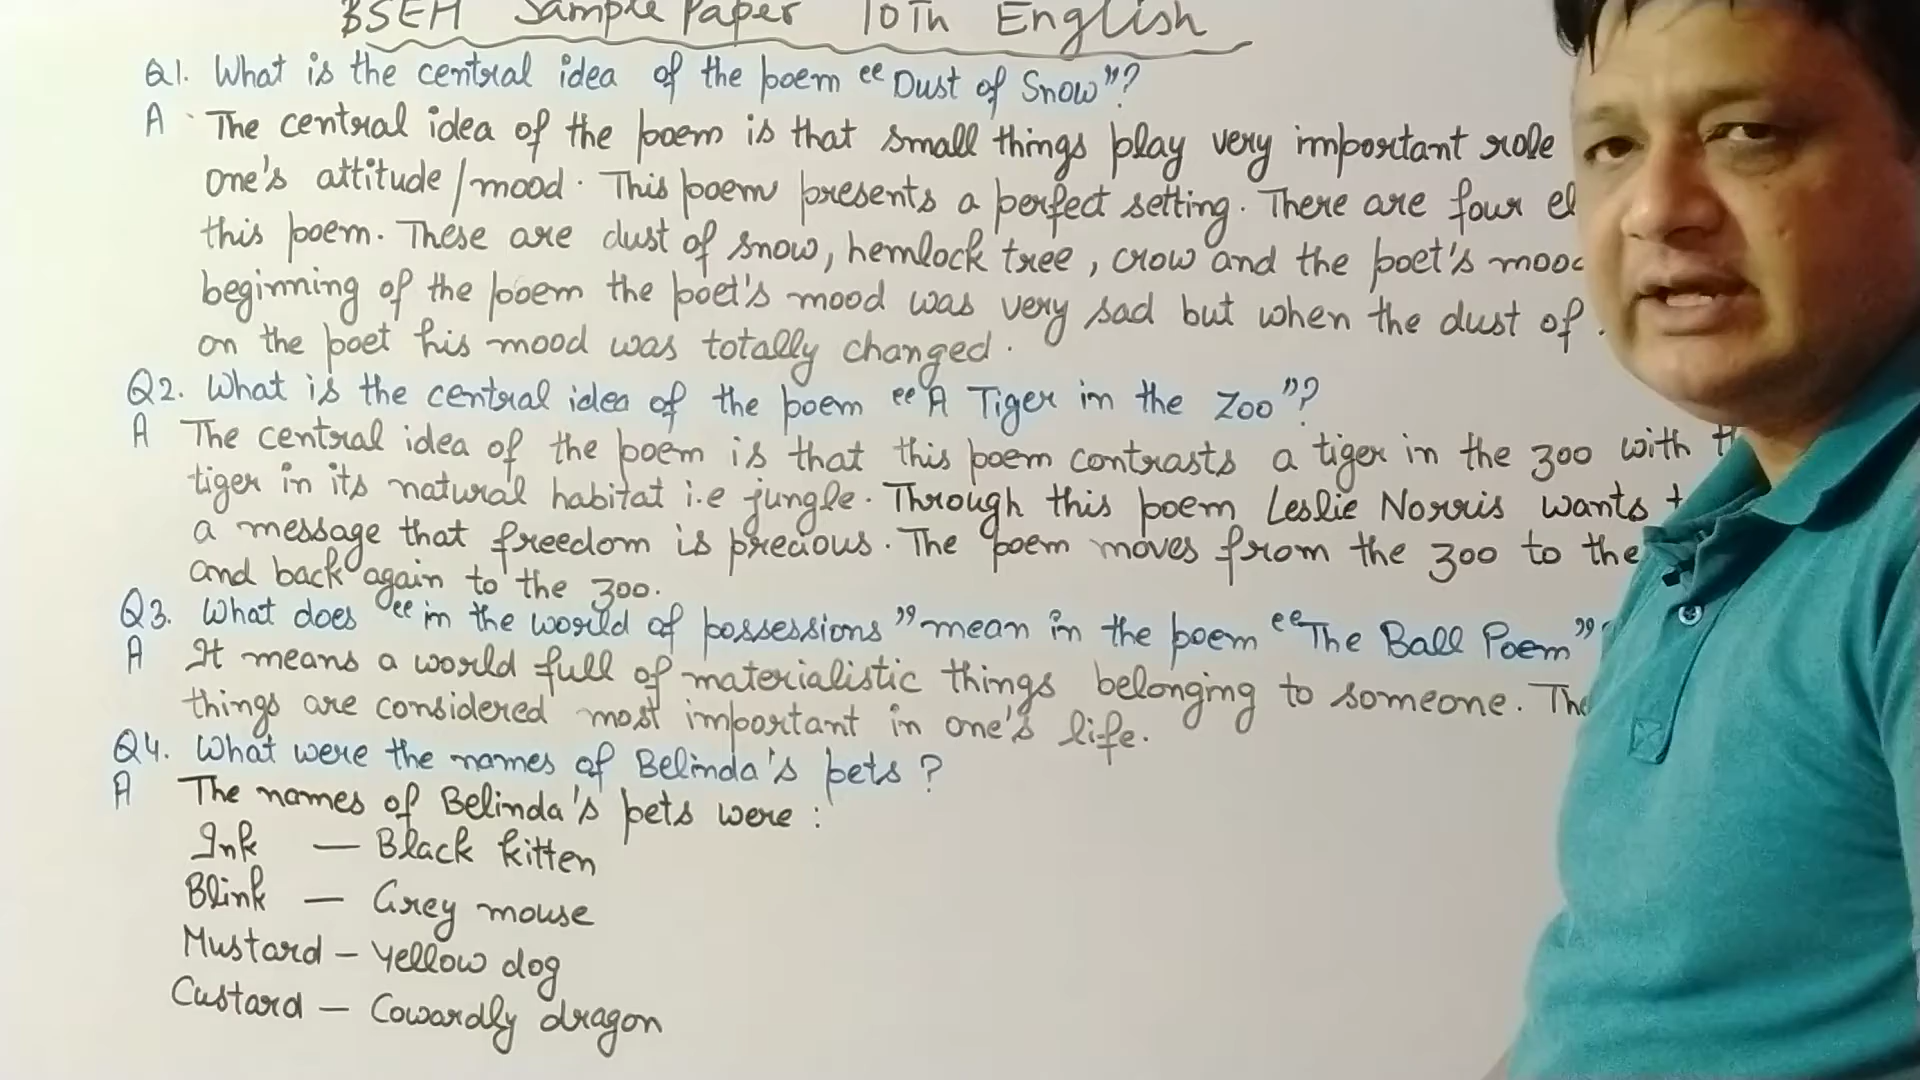 BSEH Sample Paper 10th English
Q1. What is the central idea of the poem "Dust of Snow"?
A The central idea of the poem is that small things play very important role
one's attitude/mood. This poem presents a perfect setting. There are four
this poem. These are dust of snow, hemlock tree, crow and the poet's
beginning of the poem the poet's mood was very sad but when the dust of
on the poet his mood was totally changed.
Q2. What is the central idea of the poem "A Tiger in the Zoo"?
A The central idea of the poem is that this poem contrasts a tiger in the zoo with
tiger in its natural habitat i.e jungle. Through this poem Leslie Norris wants
a message that freedom is precious. The poem moves from the zoo to the
and back again to the zoo.
Q3. What does "in the world of possessions" mean in the poem "The Ball Poem"
A It means a world full of materialistic things belonging to someone.
things are considered most important in one's life.
Q4. What were the names of Belinda's pets?
A The names of Belinda's pets were:
Ink — Black kitten
Blink — Grey mouse
Mustard — Yellow dog
Custard — Cowardly dragon